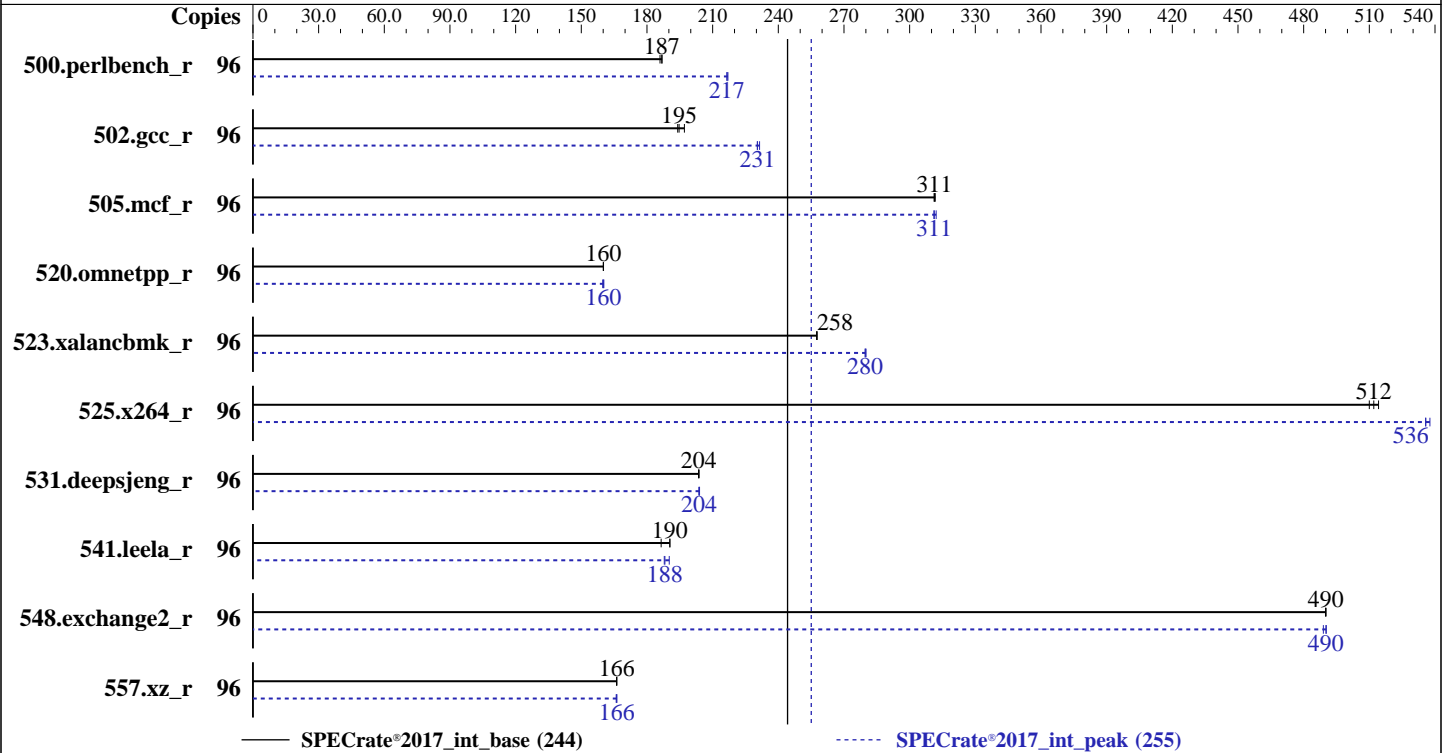 Copies 0 30.0 60.0 90.0 120 150 180 210 240 270 300 330 360 390 420 450 480 510 540
187
500.perlbench_r 96
217
195
502.gcc_r 96
231
311
505.mcf_r 96
311
160
520.omnetpp_r 96
160
258
523.xalancbmk_r 96
280
512
525.x264_r 96
536
204
531.deepsjeng_r 96
204
190
541.leela_r 96
188
490
548.exchange2_r 96
490
166
557.xz_r 96
166
SPECrate®2017_int_base (244) SPECrate®2017_int_peak (255)